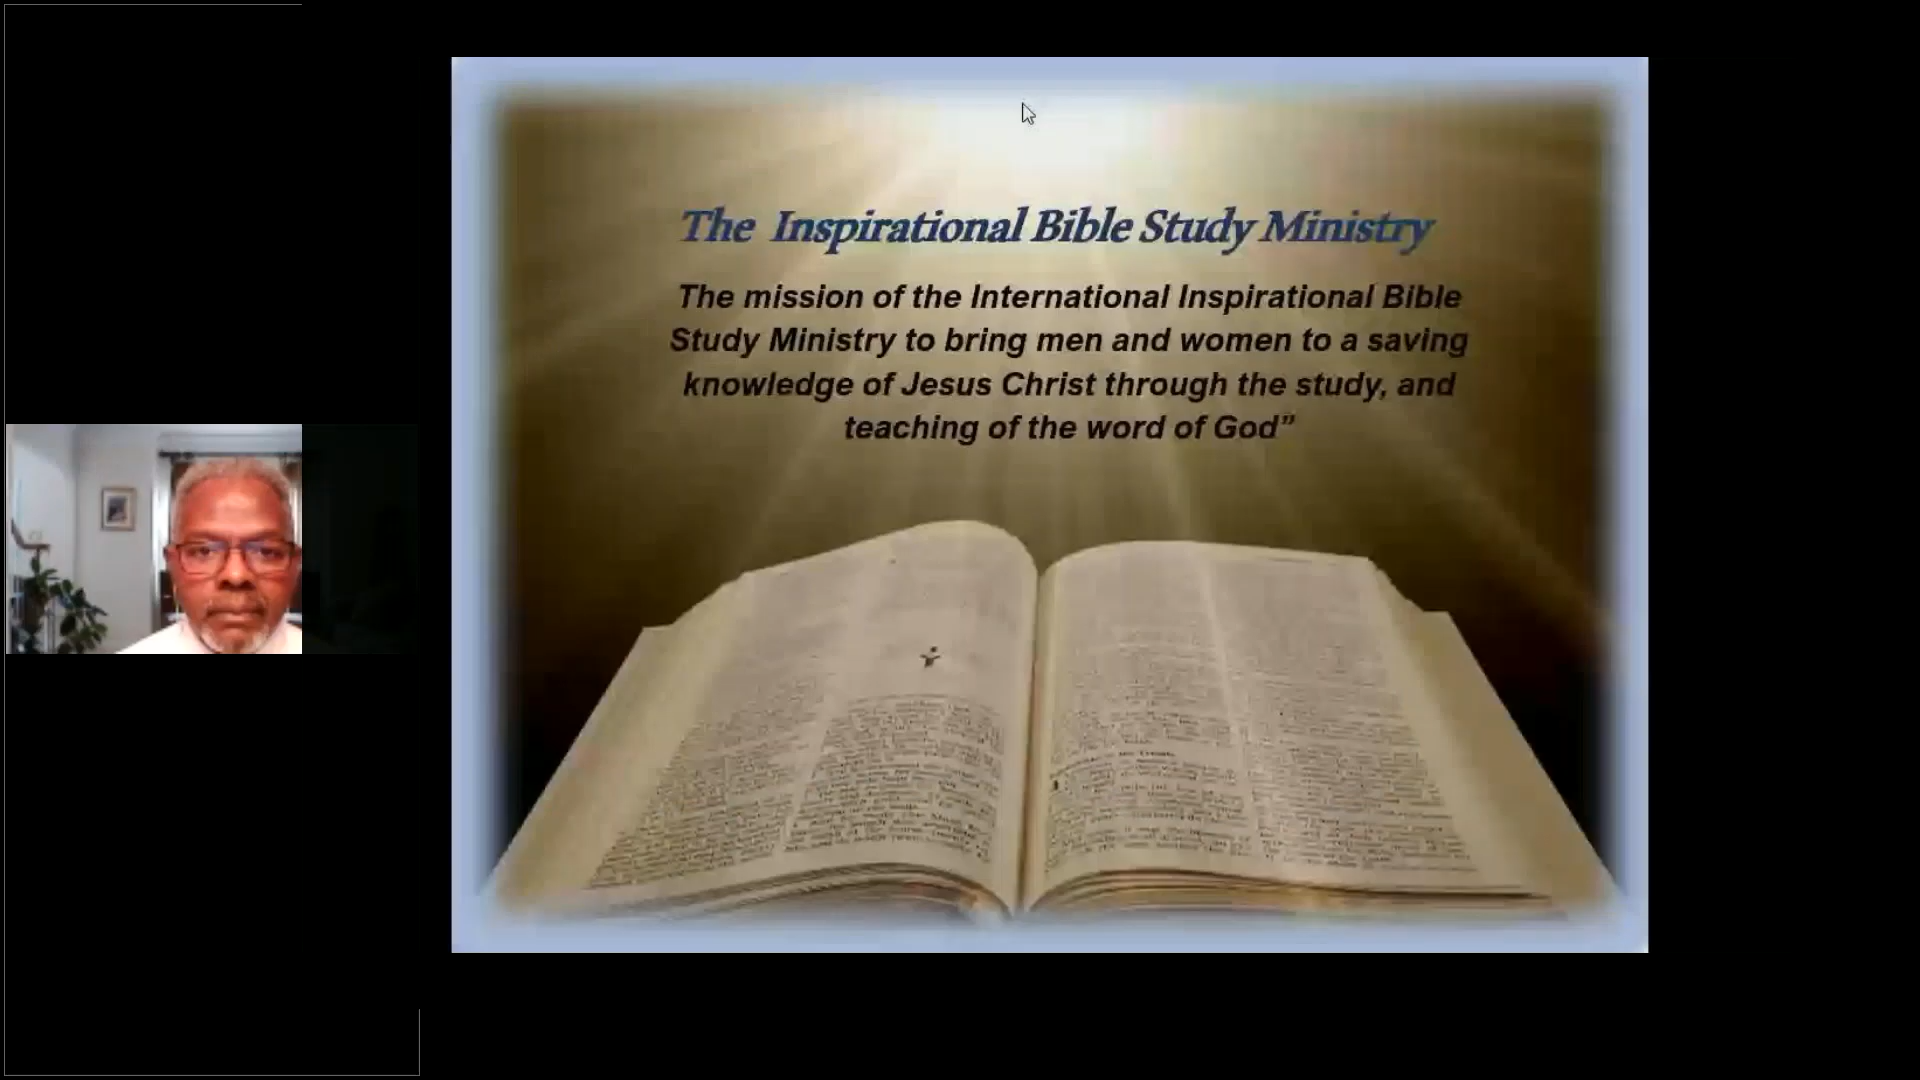 The Inspirational Bible Study Ministry
The mission of the International Inspirational Bible
Study Ministry to bring men and women to a saving
knowledge of Jesus Christ through the study, and
teaching of the word of God”